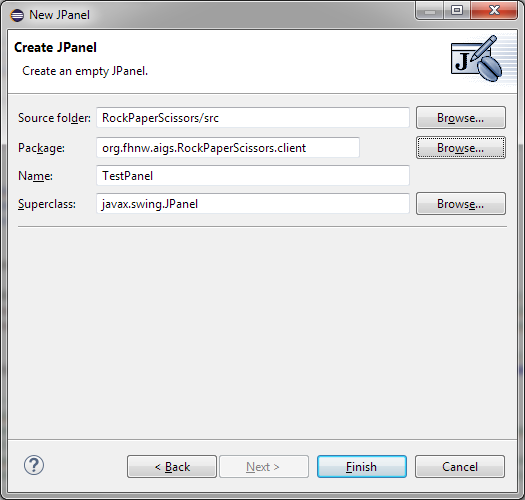 New JPanel
Create JPanel
Create an empty JPanel.
Source folder: RockPaperScissors/src Browse...
Package: org.fhnw.aigs.RockPaperScissors.client Browse...
Name: TestPanel
Superclass: javax.swing.JPanel Browse...
? < Back Next > Finish Cancel